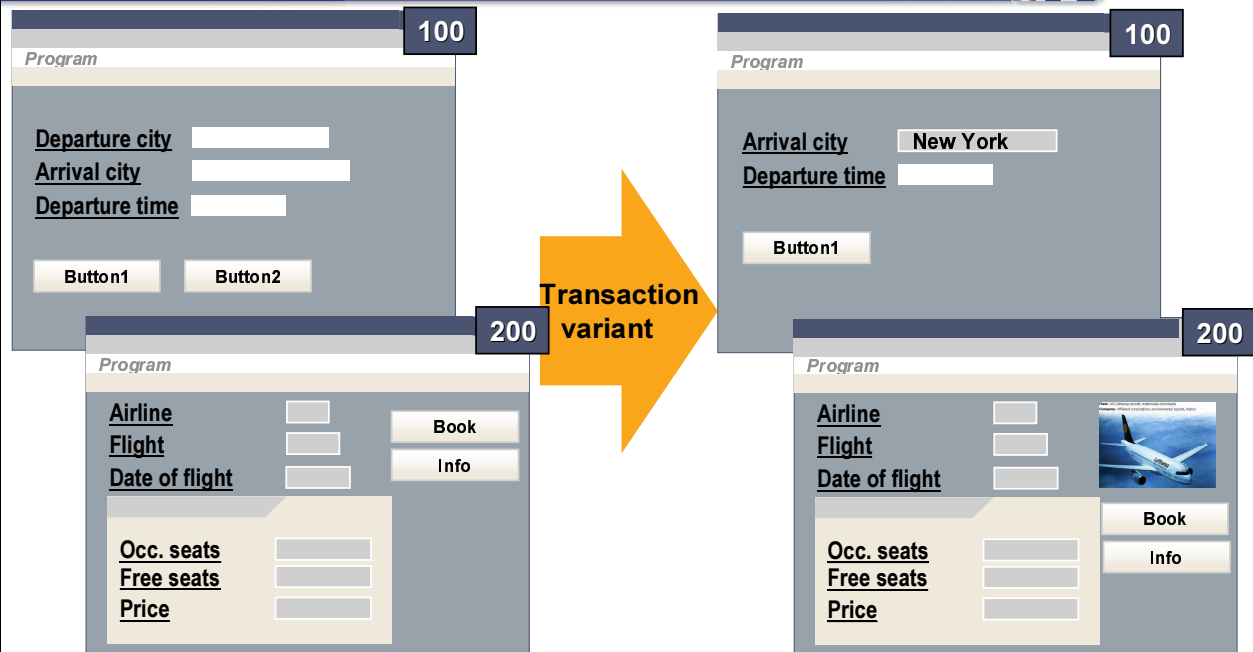 100
Program
Departure city
Arrival city
Departure time
Button1 Button2
200
Program
Airline
Flight
Date of flight
Book
Info
Occ. seats
Free seats
Price
Transaction
variant
100
Program
Arrival city New York
Departure time
Button1
200
Program
Airline
Flight
Date of flight
Lufthansa
Book
Info
Occ. seats
Free seats
Price